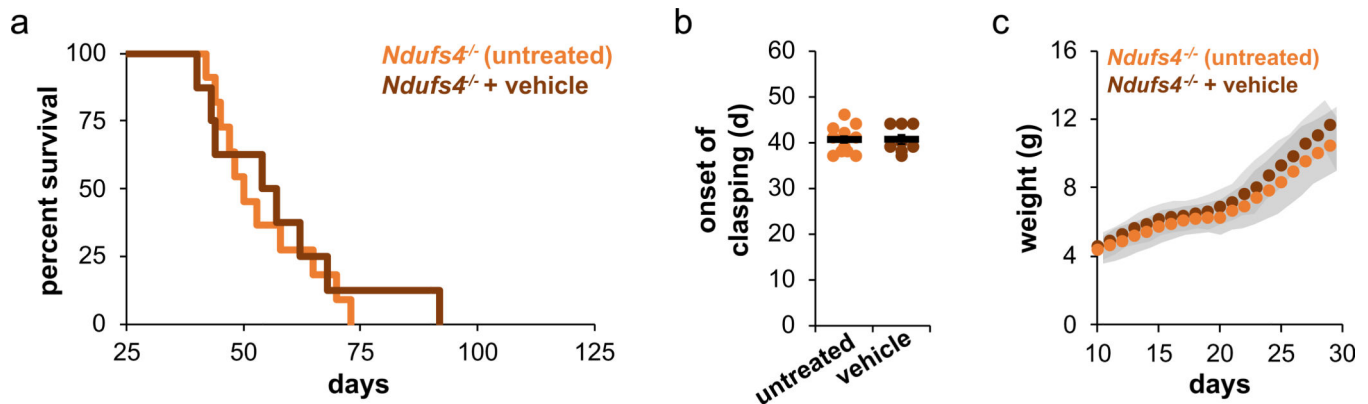 a
percent survival
100
75
50
25
0
25 50 75 100 125
days
Ndufs4-/- (untreated)
Ndufs4-/- + vehicle
b
onset of
clasping (d)
60
50
40
30
20
10
0
untreated
vehicle
c
weight (g)
16
12
8
4
0
10 15 20 25 30
days
Ndufs4-/- (untreated)
Ndufs4-/- + vehicle